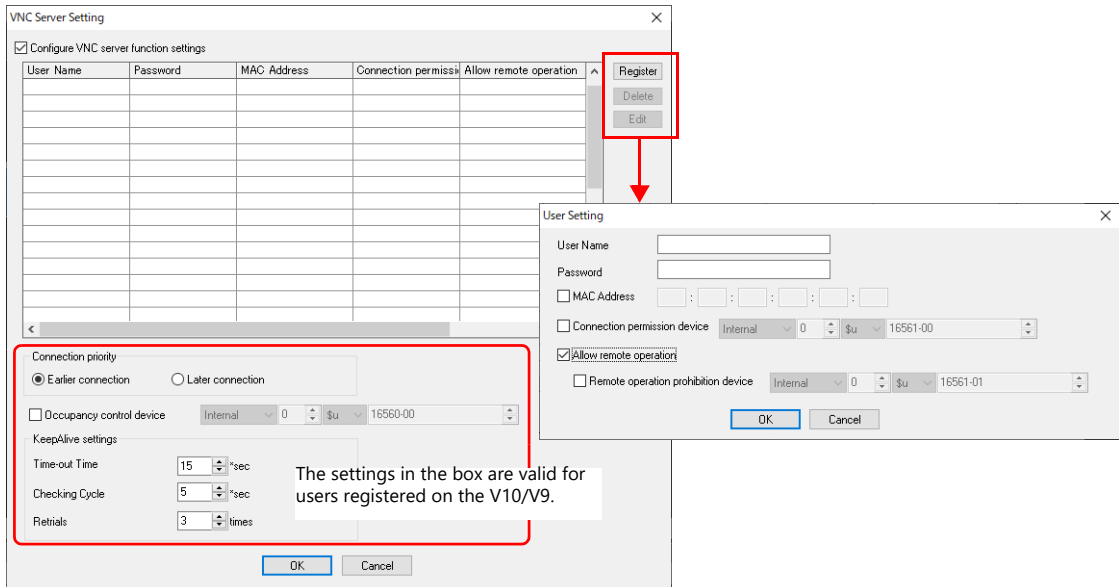 VNC Server Setting
Configure VNC server function settings
User Name Password MAC Address Connection permissi Allow remote operation
Register
Delete
Edit
User Setting
User Name
Password
MAC Address : : : : :
Connection permission device Internal 0 $u 16561-00
Allow remote operation
Remote operation prohibition device Internal 0 $u 16561-01
OK Cancel
Connection priority
Earlier connection Later connection
Occupancy control device Internal 0 $u 16560-00
KeepAlive settings
Time-out Time 15 *sec
Checking Cycle 5 *sec
Retrials 3 times
The settings in the box are valid for
users registered on the V10/V9.
OK Cancel